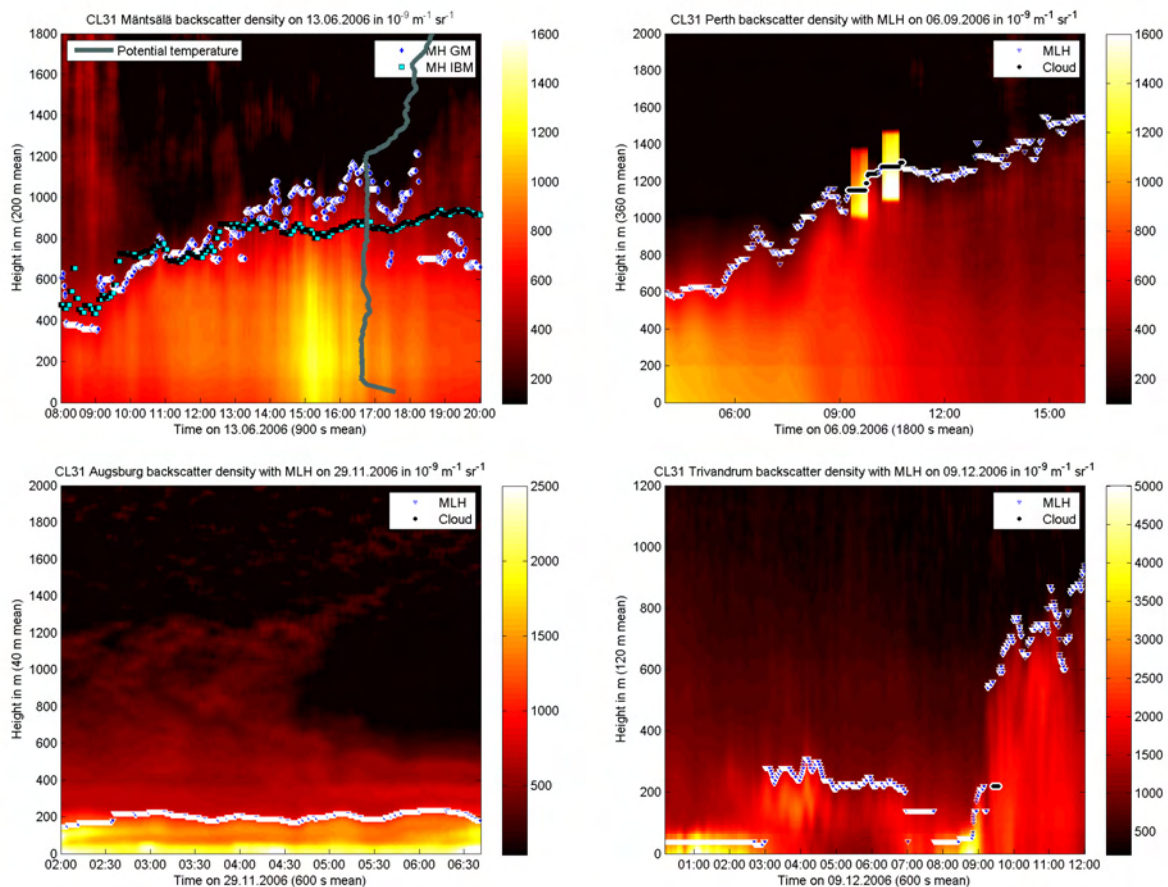 CL31 Mäntsälä backscatter density on 13.06.2006 in 10⁻⁹ m⁻¹ sr⁻¹
Potential temperature
MH GM
MH IBM
1800
1600
1400
1200
1000
800
600
400
200
0
Height in m (200 m mean)
08:00 09:00 10:00 11:00 12:00 13:00 14:00 15:00 16:00 17:00 18:00 19:00 20:00
Time on 13.06.2006 (900 s mean)
1600
1400
1200
1000
800
600
400
200
CL31 Perth backscatter density with MLH on 06.09.2006 in 10⁻⁹ m⁻¹ sr⁻¹
MLH
Cloud
2000
1800
1600
1400
1200
1000
800
600
400
200
0
Height in m (360 m mean)
06:00 09:00 12:00 15:00
Time on 06.09.2006 (1800 s mean)
1600
1400
1200
1000
800
600
400
200
CL31 Augsburg backscatter density with MLH on 29.11.2006 in 10⁻⁹ m⁻¹ sr⁻¹
MLH
Cloud
2000
1800
1600
1400
1200
1000
800
600
400
200
0
Height in m (40 m mean)
02:00 02:30 03:00 03:30 04:00 04:30 05:00 05:30 06:00 06:30
Time on 29.11.2006 (600 s mean)
2500
2000
1500
1000
500
CL31 Trivandrum backscatter density with MLH on 09.12.2006 in 10⁻⁹ m⁻¹ sr⁻¹
MLH
Cloud
1200
1000
800
600
400
200
0
Height in m (120 m mean)
01:00 02:00 03:00 04:00 05:00 06:00 07:00 08:00 09:00 10:00 11:00 12:00
Time on 09.12.2006 (600 s mean)
5000
4500
4000
3500
3000
2500
2000
1500
1000
500